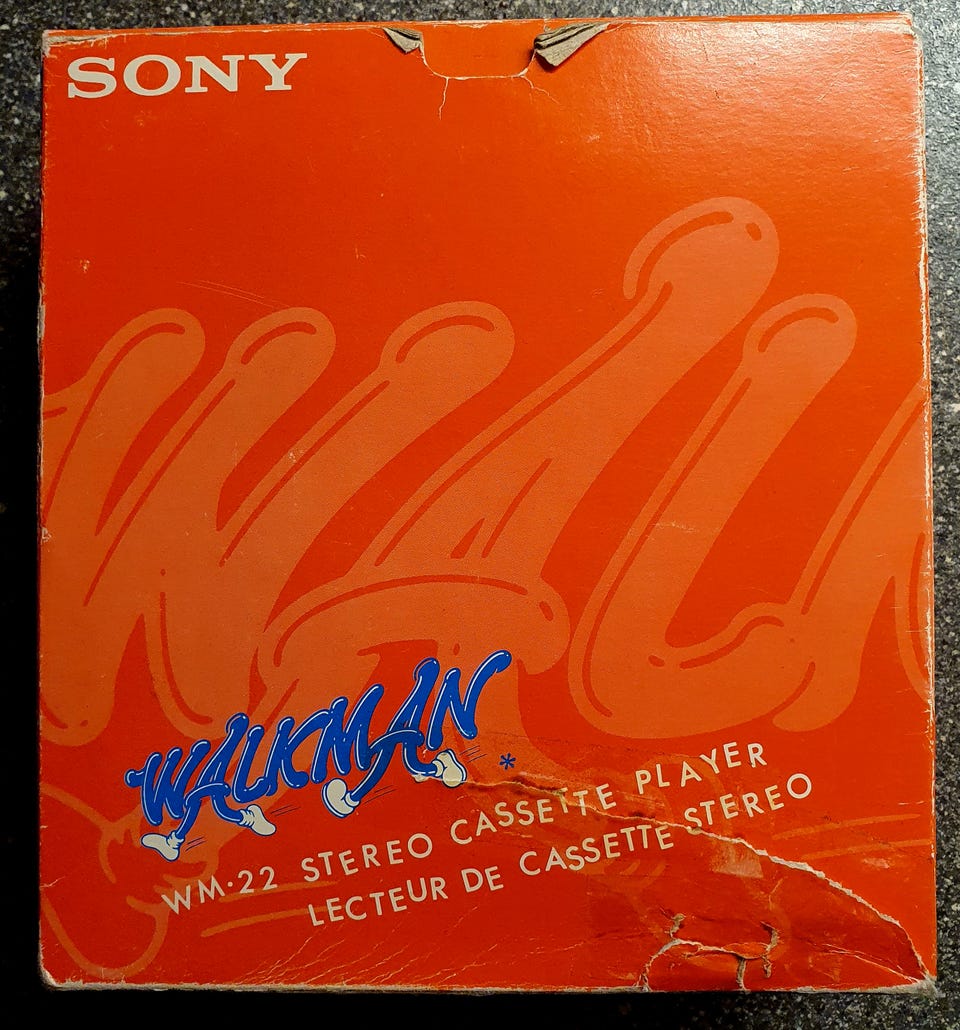 SONY
WALKMAN*
WM·22 STEREO CASSETTE PLAYER
LECTEUR DE CASSETTE STEREO